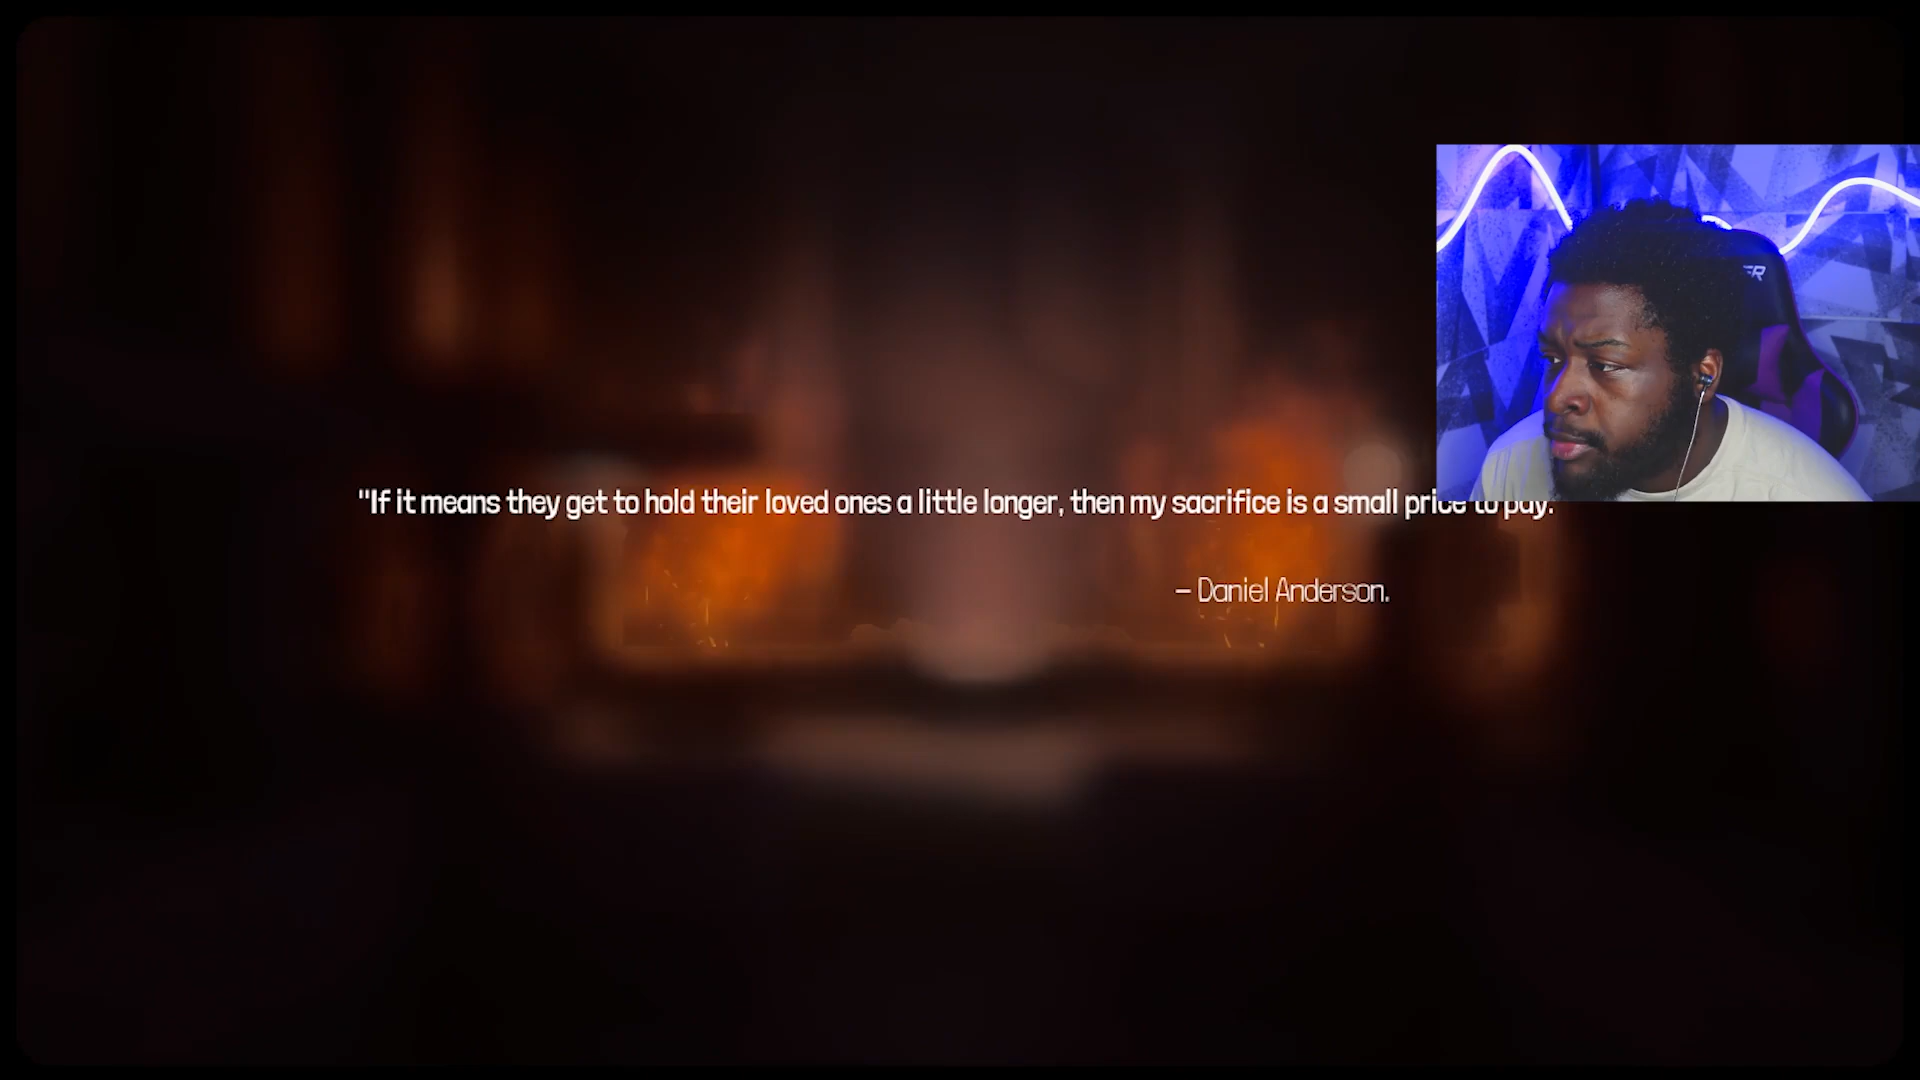 "If it means they get to hold their loved ones a little longer, then my sacrifice is a small price to pay.
– Daniel Anderson.